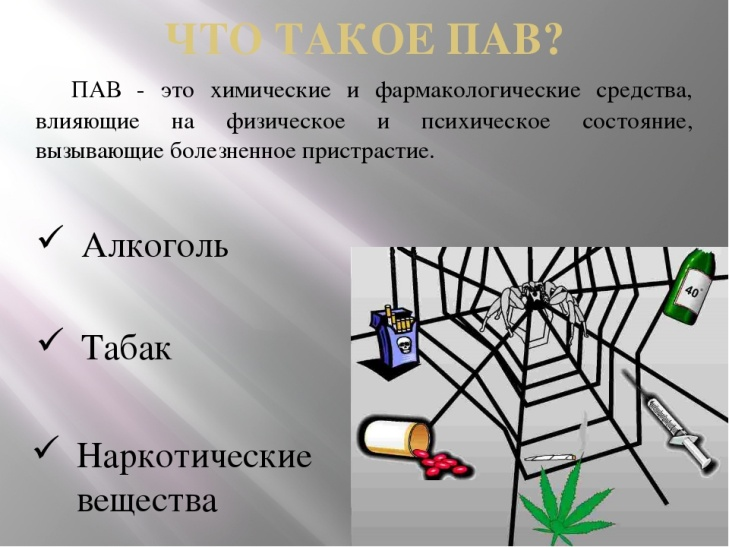 ЧТО ТАКОЕ ПАВ?
ПАВ - это химические и фармакологические средства,
влияющие на физическое и психическое состояние,
вызывающие болезненное пристрастие.
Алкоголь
Табак
Наркотические
вещества
40°